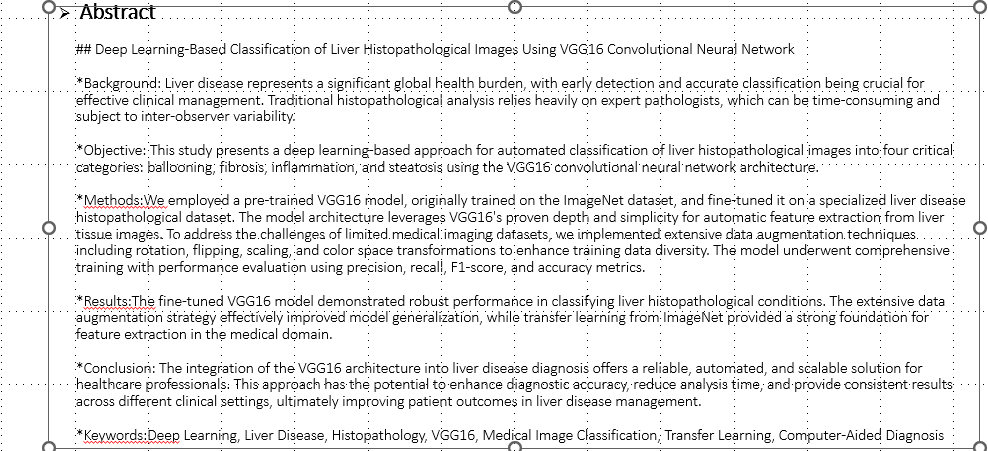 ➢ Abstract
## Deep Learning-Based Classification of Liver Histopathological Images Using VGG16 Convolutional Neural Network
*Background: Liver disease represents a significant global health burden, with early detection and accurate classification being crucial for
effective clinical management. Traditional histopathological analysis relies heavily on expert pathologists, which can be time-consuming and
subject to inter-observer variability.
*Objective: This study presents a deep learning-based approach for automated classification of liver histopathological images into four critical
categories: ballooning, fibrosis, inflammation, and steatosis using the VGG16 convolutional neural network architecture.
*Methods:We employed a pre-trained VGG16 model, originally trained on the ImageNet dataset, and fine-tuned it on a specialized liver disease
histopathological dataset. The model architecture leverages VGG16's proven depth and simplicity for automatic feature extraction from liver
tissue images. To address the challenges of limited medical imaging datasets, we implemented extensive data augmentation techniques
including rotation, flipping, scaling, and color space transformations to enhance training data diversity. The model underwent comprehensive
training with performance evaluation using precision, recall, F1-score, and accuracy metrics.
*Results:The fine-tuned VGG16 model demonstrated robust performance in classifying liver histopathological conditions. The extensive data
augmentation strategy effectively improved model generalization, while transfer learning from ImageNet provided a strong foundation for
feature extraction in the medical domain.
*Conclusion: The integration of the VGG16 architecture into liver disease diagnosis offers a reliable, automated, and scalable solution for
healthcare professionals. This approach has the potential to enhance diagnostic accuracy, reduce analysis time, and provide consistent results
across different clinical settings, ultimately improving patient outcomes in liver disease management.
*Keywords:Deep Learning, Liver Disease, Histopathology, VGG16, Medical Image Classification, Transfer Learning, Computer-Aided Diagnosis